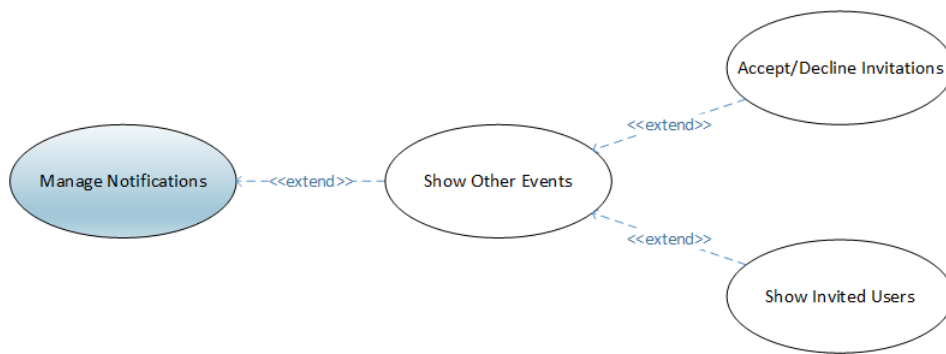 Accept/Decline Invitations
<<extend>>
Manage Notifications
<<extend>>
Show Other Events
<<extend>>
Show Invited Users